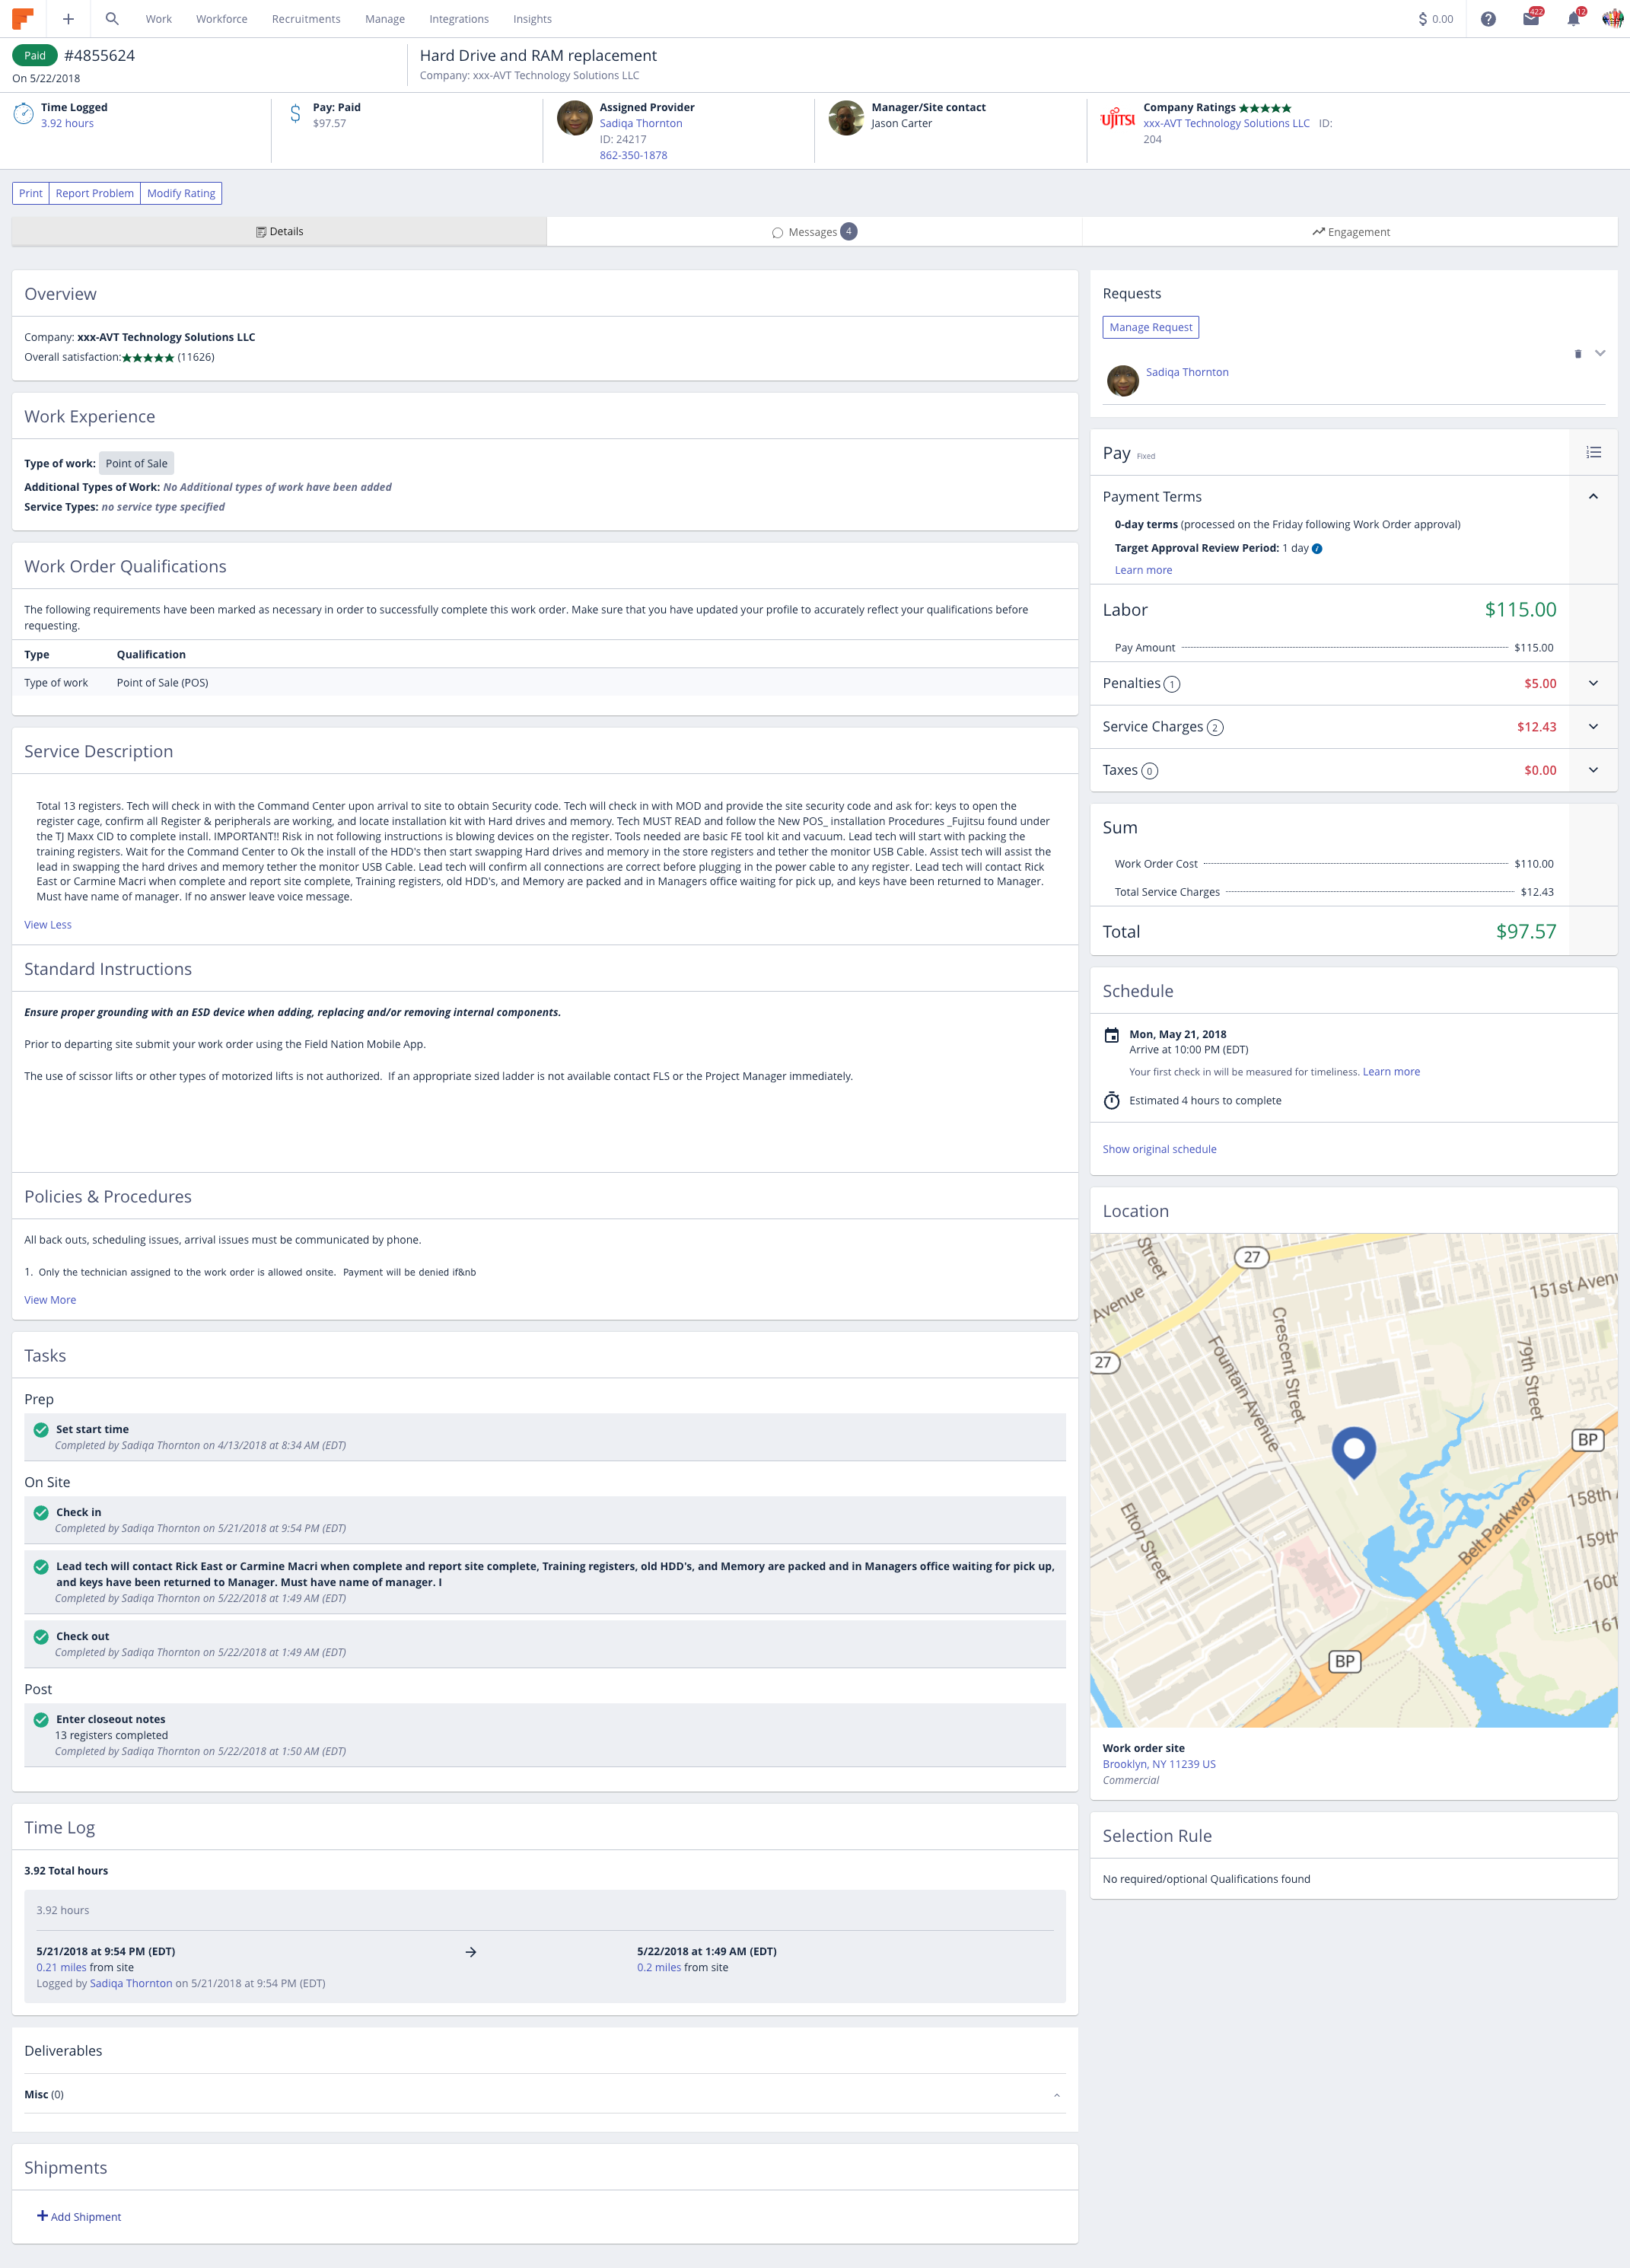 Work
Workforce
Recruitments
Manage
Integrations
Insights
$ 0.00
422
12
Paid #4855624
On 5/22/2018
Hard Drive and RAM replacement
Company: xxx-AVT Technology Solutions LLC
Time Logged
3.92 hours
Pay: Paid
$97.57
Assigned Provider
Sadiqa Thornton
ID: 24217
862-350-1878
Manager/Site contact
Jason Carter
UJITSU
Company Ratings ★★★★★
xxx-AVT Technology Solutions LLC ID:
204
Print
Report Problem
Modify Rating
Details
Messages 4
Engagement
Overview
Company: xxx-AVT Technology Solutions LLC
Overall satisfaction:★★★★★ (11626)
Work Experience
Type of work: Point of Sale
Additional Types of Work: No Additional types of work have been added
Service Types: no service type specified
Work Order Qualifications
The following requirements have been marked as necessary in order to successfully complete this work order. Make sure that you have updated your profile to accurately reflect your qualifications before
requesting.
Type Qualification
Type of work Point of Sale (POS)
Service Description
Total 13 registers. Tech will check in with the Command Center upon arrival to site to obtain Security code. Tech will check in with MOD and provide the site security code and ask for: keys to open the
register cage, confirm all Register & peripherals are working, and locate installation kit with Hard drives and memory. Tech MUST READ and follow the New POS_ installation Procedures _Fujitsu found under
the TJ Maxx CID to complete install. IMPORTANT!! Risk in not following instructions is blowing devices on the register. Tools needed are basic FE tool kit and vacuum. Lead tech will start with packing the
training registers. Wait for the Command Center to Ok the install of the HDD's then start swapping Hard drives and memory in the store registers and tether the monitor USB Cable. Assist tech will assist the
lead in swapping the hard drives and memory tether the monitor USB Cable. Lead tech will confirm all connections are correct before plugging in the power cable to any register. Lead tech will contact Rick
East or Carmine Macri when complete and report site complete, Training registers, old HDD's, and Memory are packed and in Managers office waiting for pick up, and keys have been returned to Manager.
Must have name of manager. If no answer leave voice message.
View Less
Standard Instructions
Ensure proper grounding with an ESD device when adding, replacing and/or removing internal components.
Prior to departing site submit your work order using the Field Nation Mobile App.
The use of scissor lifts or other types of motorized lifts is not authorized. If an appropriate sized ladder is not available contact FLS or the Project Manager immediately.
Policies & Procedures
All back outs, scheduling issues, arrival issues must be communicated by phone.
1. Only the technician assigned to the work order is allowed onsite. Payment will be denied if&nb
View More
Tasks
Prep
Set start time
Completed by Sadiqa Thornton on 4/13/2018 at 8:34 AM (EDT)
On Site
Check in
Completed by Sadiqa Thornton on 5/21/2018 at 9:54 PM (EDT)
Lead tech will contact Rick East or Carmine Macri when complete and report site complete, Training registers, old HDD's, and Memory are packed and in Managers office waiting for pick up,
and keys have been returned to Manager. Must have name of manager. I
Completed by Sadiqa Thornton on 5/22/2018 at 1:49 AM (EDT)
Check out
Completed by Sadiqa Thornton on 5/22/2018 at 1:49 AM (EDT)
Post
Enter closeout notes
13 registers completed
Completed by Sadiqa Thornton on 5/22/2018 at 1:50 AM (EDT)
Time Log
3.92 Total hours
3.92 hours
5/21/2018 at 9:54 PM (EDT)
0.21 miles from site
Logged by Sadiqa Thornton on 5/21/2018 at 9:54 PM (EDT)
5/22/2018 at 1:49 AM (EDT)
0.2 miles from site
Deliverables
Misc (0)
Shipments
Add Shipment
Requests
Manage Request
Sadiqa Thornton
Pay Fixed
Payment Terms
0-day terms (processed on the Friday following Work Order approval)
Target Approval Review Period: 1 day
Learn more
Labor $115.00
Pay Amount $115.00
Penalties 1 $5.00
Service Charges 2 $12.43
Taxes 0 $0.00
Sum
Work Order Cost $110.00
Total Service Charges $12.43
Total $97.57
Schedule
Mon, May 21, 2018
Arrive at 10:00 PM (EDT)
Your first check in will be measured for timeliness. Learn more
Estimated 4 hours to complete
Show original schedule
Location
Street
27
151st Avenu
Avenue
Crescent Street
27
Fountain Avenue
79th Street
BP
158th A
Elton Street
Belt Parkway
159th
160t
161
BP
Work order site
Brooklyn, NY 11239 US
Commercial
Selection Rule
No required/optional Qualifications found